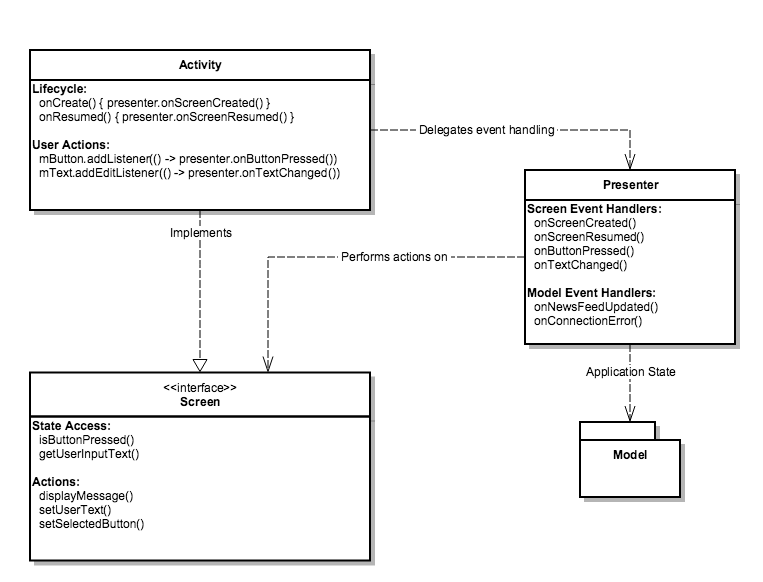 Activity
Lifecycle:
onCreate() { presenter.onScreenCreated() }
onResumed() { presenter.onScreenResumed() }
User Actions:
mButton.addListener(() -> presenter.onButtonPressed())
mText.addEditListener(() -> presenter.onTextChanged())
Delegates event handling
Presenter
Screen Event Handlers:
onScreenCreated()
onScreenResumed()
onButtonPressed()
onTextChanged()
Model Event Handlers:
onNewsFeedUpdated()
onConnectionError()
Implements
Performs actions on
Application State
<<interface>>
Screen
State Access:
isButtonPressed()
getUserInputText()
Actions:
displayMessage()
setUserText()
setSelectedButton()
Model